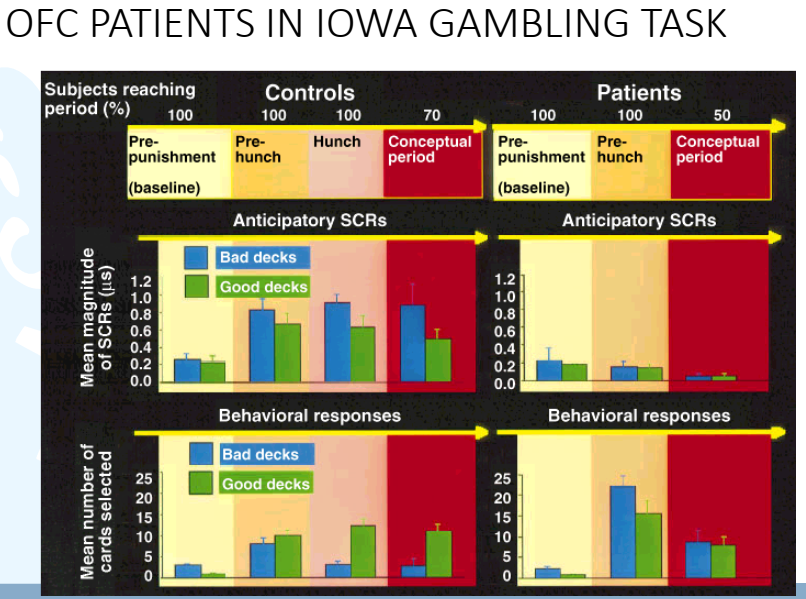 OFC PATIENTS IN IOWA GAMBLING TASK
Subjects reaching
period (%)
Controls
Patients
100 100 100 70
100 100 50
Pre-
punishment
(baseline)
Pre-
hunch
Hunch
Conceptual
period
Pre-
punishment
(baseline)
Pre-
hunch
Conceptual
period
Anticipatory SCRs
Anticipatory SCRs
Mean magnitude
of SCRs (μs)
Bad decks
Good decks
1.2
1.0
0.8
0.6
0.4
0.2
0.0
1.2
1.0
0.8
0.6
0.4
0.2
0.0
Behavioral responses
Behavioral responses
Mean number of
cards selected
Bad decks
Good decks
25
20
15
10
5
0
25
20
15
10
5
0